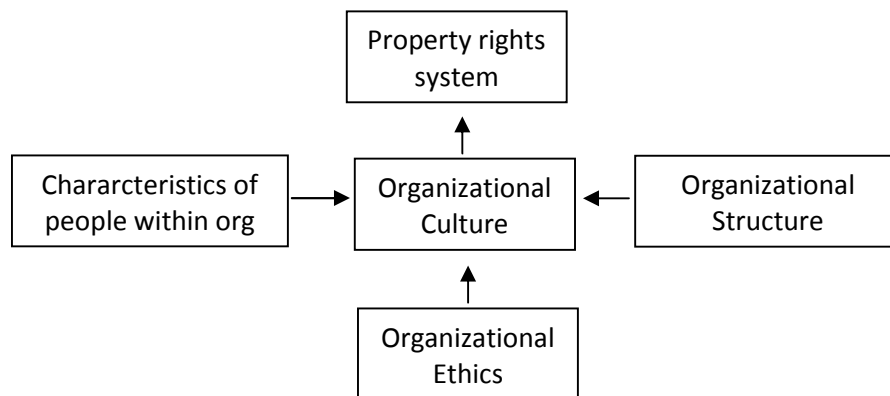 Property rights
system
Chararcteristics of
people within org
Organizational
Culture
Organizational
Structure
Organizational
Ethics